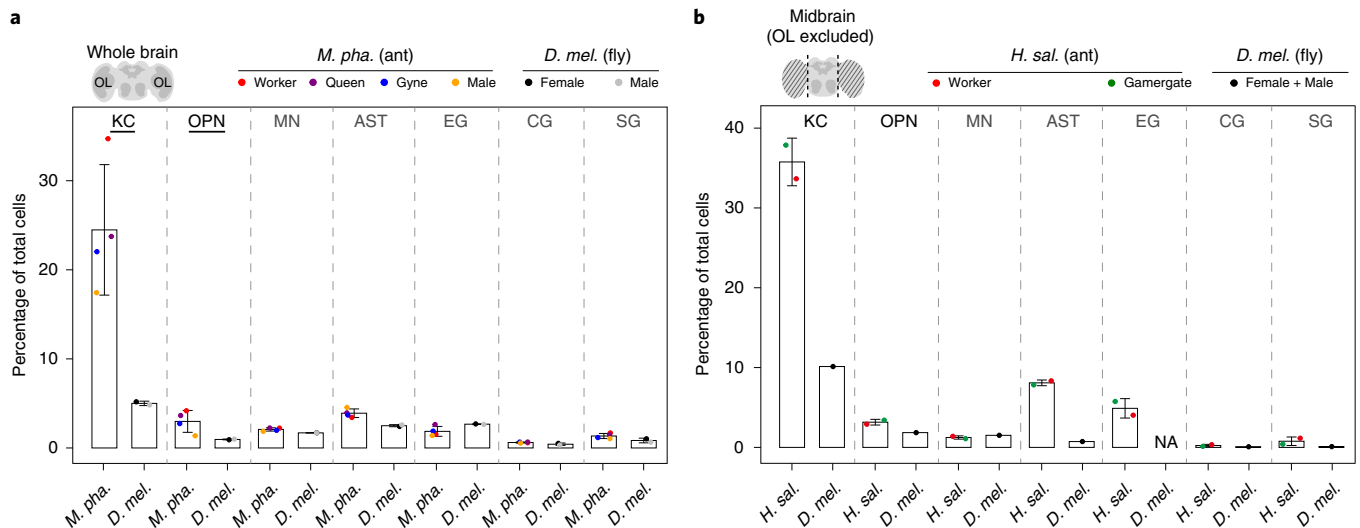 a
Whole brain
OL OL
M. pha. (ant)
Worker Queen Gyne Male
D. mel. (fly)
Female Male
KC OPN MN AST EG CG SG
Percentage of total cells
30
20
10
0
M. pha. D. mel. M. pha. D. mel. M. pha. D. mel. M. pha. D. mel. M. pha. D. mel. M. pha. D. mel. M. pha. D. mel.
b
Midbrain
(OL excluded)
H. sal. (ant)
Worker Gamergate
D. mel. (fly)
Female + Male
KC OPN MN AST EG CG SG
Percentage of total cells
40
30
20
10
0
NA
H. sal. D. mel. H. sal. D. mel. H. sal. D. mel. H. sal. D. mel. H. sal. D. mel. H. sal. D. mel. H. sal. D. mel.